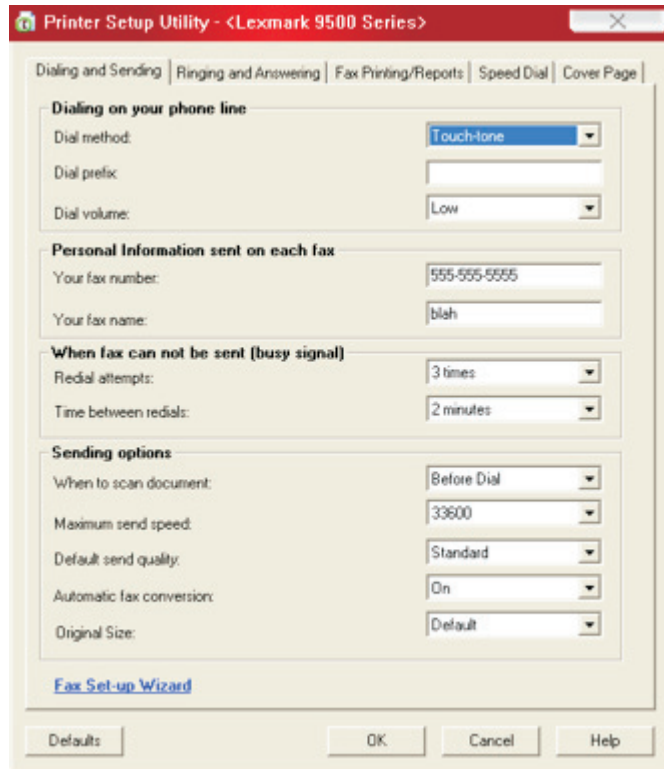 Printer Setup Utility - <Lexmark 9500 Series>
Dialing and Sending Ringing and Answering Fax Printing/Reports Speed Dial Cover Page
Dialing on your phone line
Dial method: Touch-tone
Dial prefix:
Dial volume: Low
Personal Information sent on each fax
Your fax number: 555-555-5555
Your fax name: blah
When fax can not be sent (busy signal)
Redial attempts: 3 times
Time between redials: 2 minutes
Sending options
When to scan document: Before Dial
Maximum send speed: 33600
Default send quality: Standard
Automatic fax conversion: On
Original Size: Default
Fax Set-up Wizard
Defaults OK Cancel Help